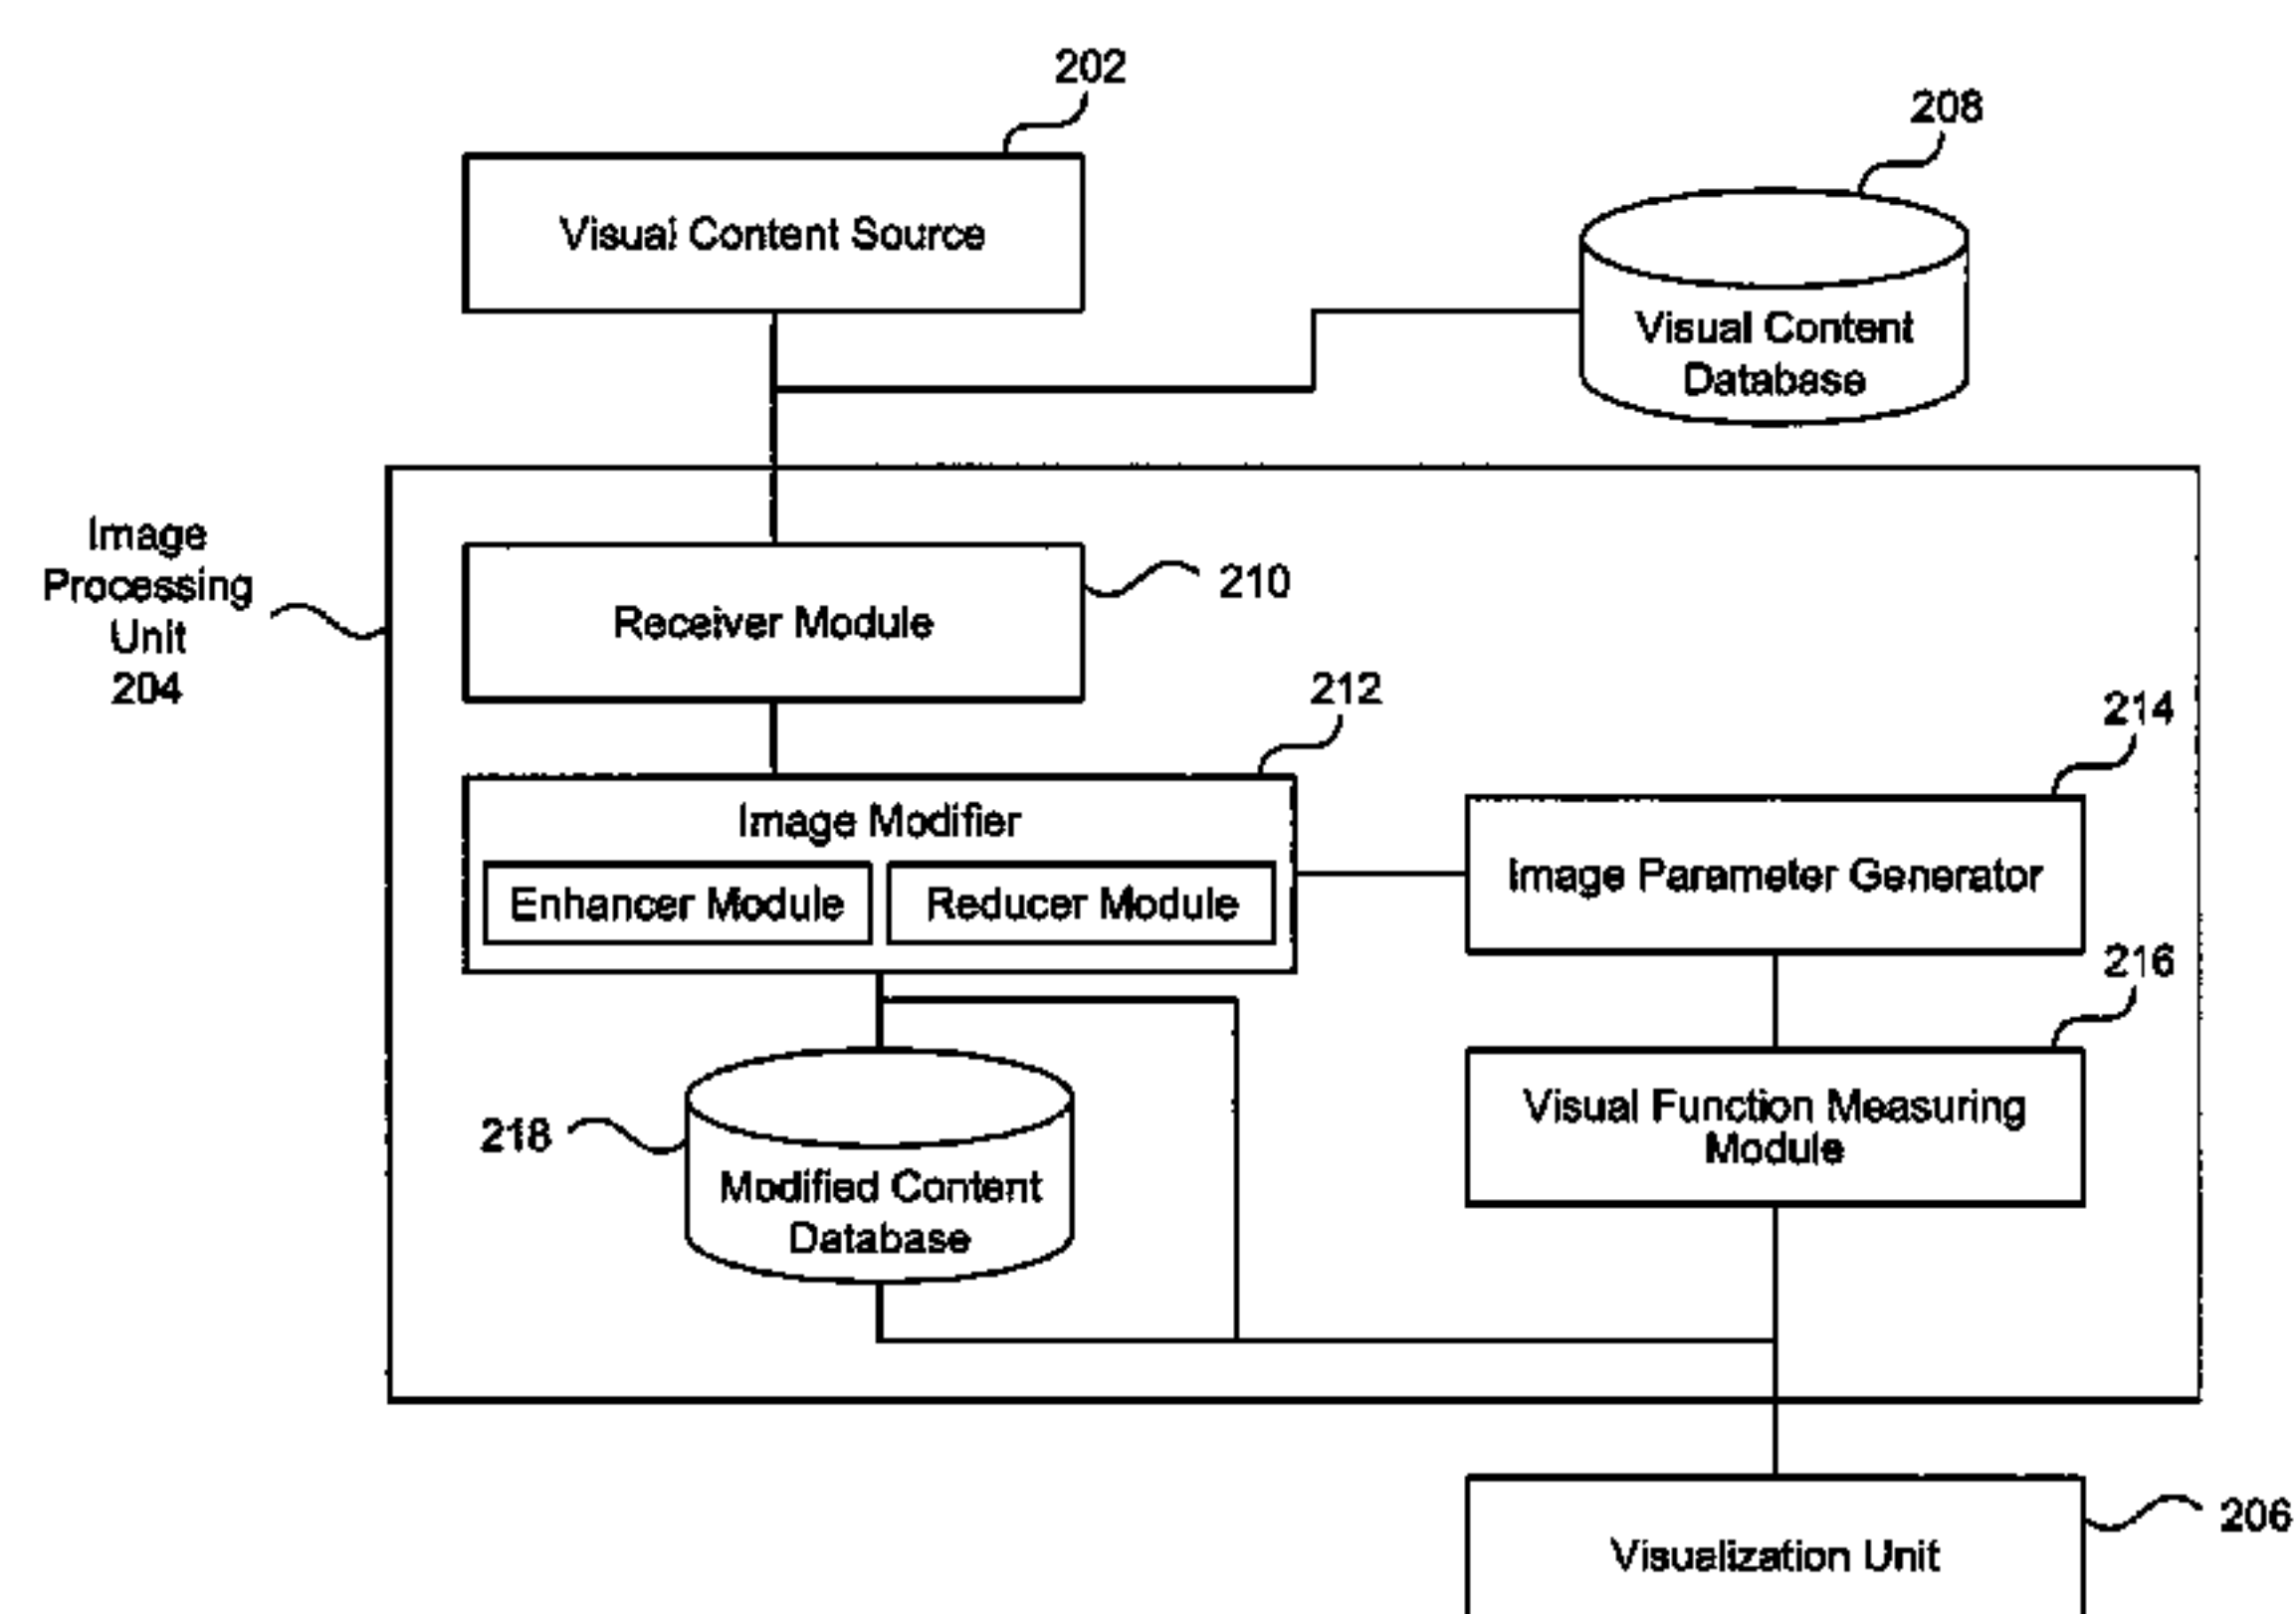 202
208
Visual Content Source
Visual Content
Database
Image
Processing
Unit
204
Receiver Module
210
212
214
Image Modifier
Enhancer Module
Reducer Module
Image Parameter Generator
216
218
Modified Content
Database
Visual Function Measuring
Module
206
Visualization Unit